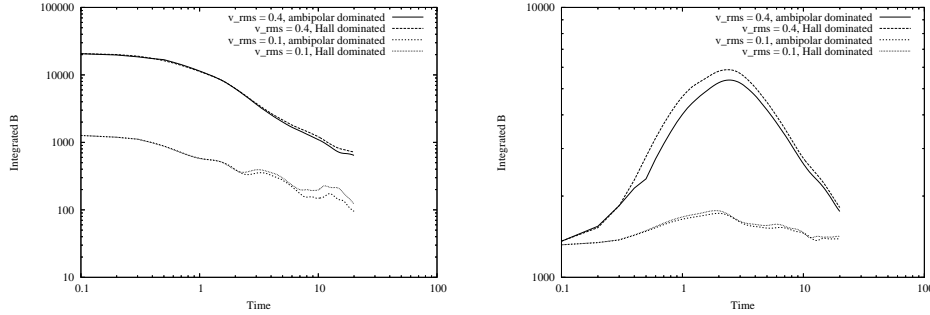 v_rms = 0.4, ambipolar dominated
v_rms = 0.4, Hall dominated
v_rms = 0.1, ambipolar dominated
v_rms = 0.1, Hall dominated
100000
10000
1000
100
10
Integrated B
0.1 1 10 100
Time
v_rms = 0.4, ambipolar dominated
v_rms = 0.4, Hall dominated
v_rms = 0.1, ambipolar dominated
v_rms = 0.1, Hall dominated
10000
1000
Integrated B
0.1 1 10 100
Time